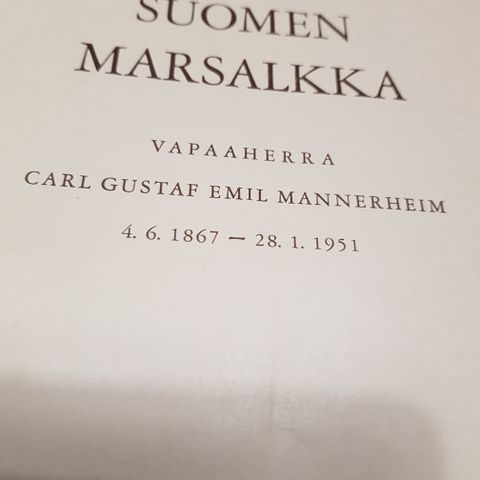 SUOMEN
MARSALKKA
VAPAAHERRA
CARL GUSTAF EMIL MANNERHEIM
4. 6. 1867 — 28. 1. 1951